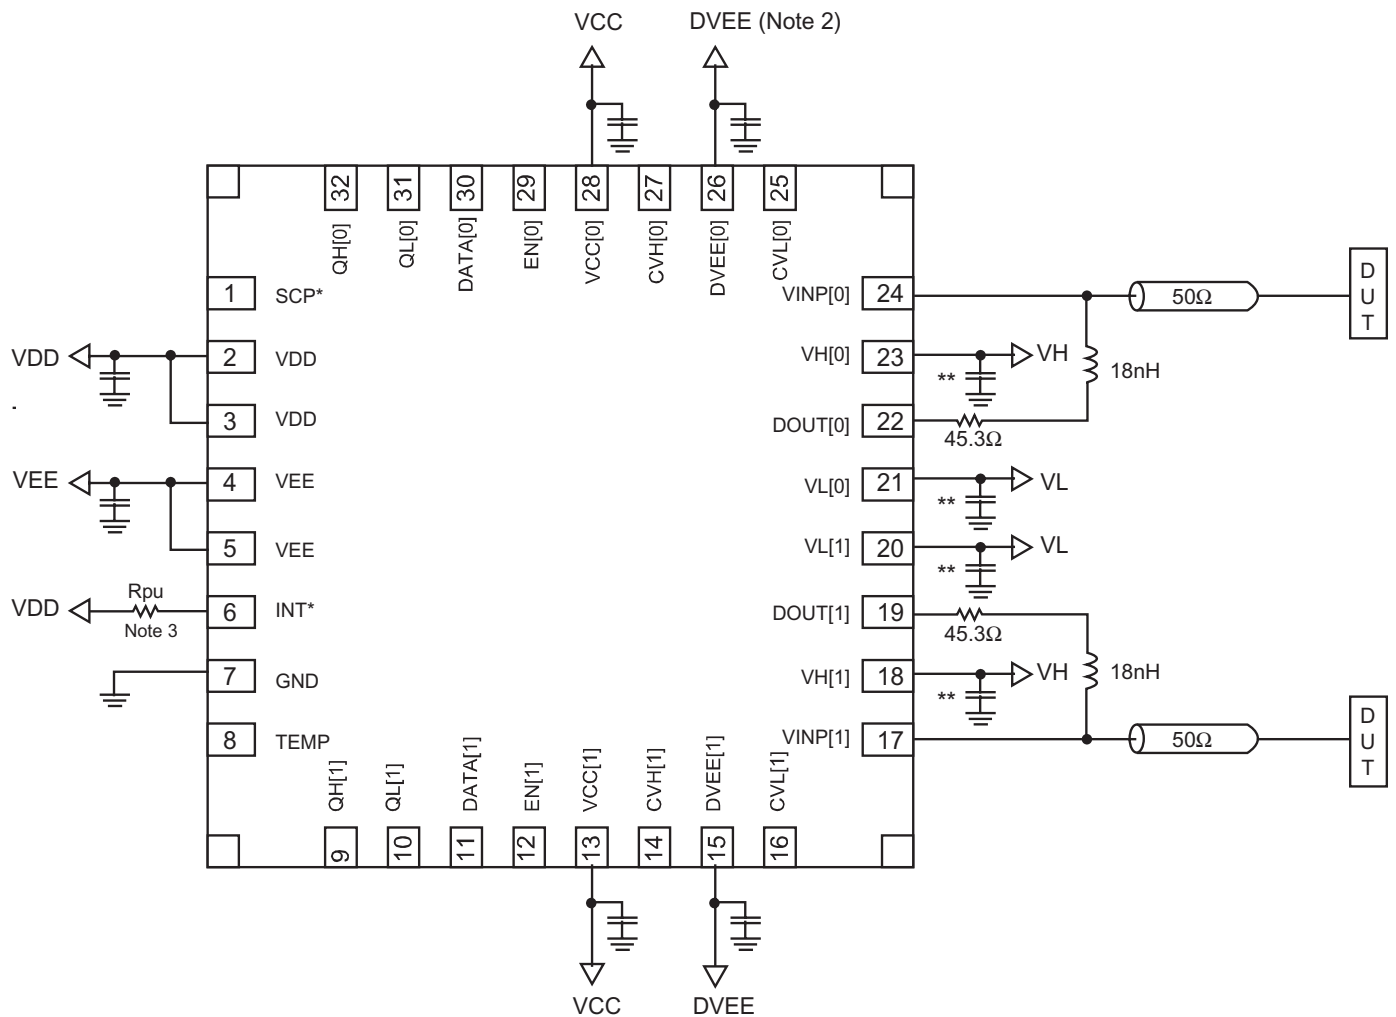 VCC
DVEE (Note 2)
32
31
30
29
28
27
26
25
QH[0]
QL[0]
DATA[0]
EN[0]
VCC[0]
CVH[0]
DVEE[0]
CVL[0]
1
SCP*
VINP[0]
24
50Ω
DUT
VDD
2
VDD
VH[0]
23
**
VH
18nH
.
3
VDD
DOUT[0]
22
45.3Ω
VEE
4
VEE
VL[0]
21
**
VL
5
VEE
VL[1]
20
**
VL
VDD
Rpu
Note 3
6
INT*
DOUT[1]
19
45.3Ω
7
GND
VH[1]
18
**
VH
18nH
8
TEMP
VINP[1]
17
50Ω
DUT
QH[1]
QL[1]
DATA[1]
EN[1]
VCC[1]
CVH[1]
DVEE[1]
CVL[1]
9
10
11
12
13
14
15
16
VCC
DVEE